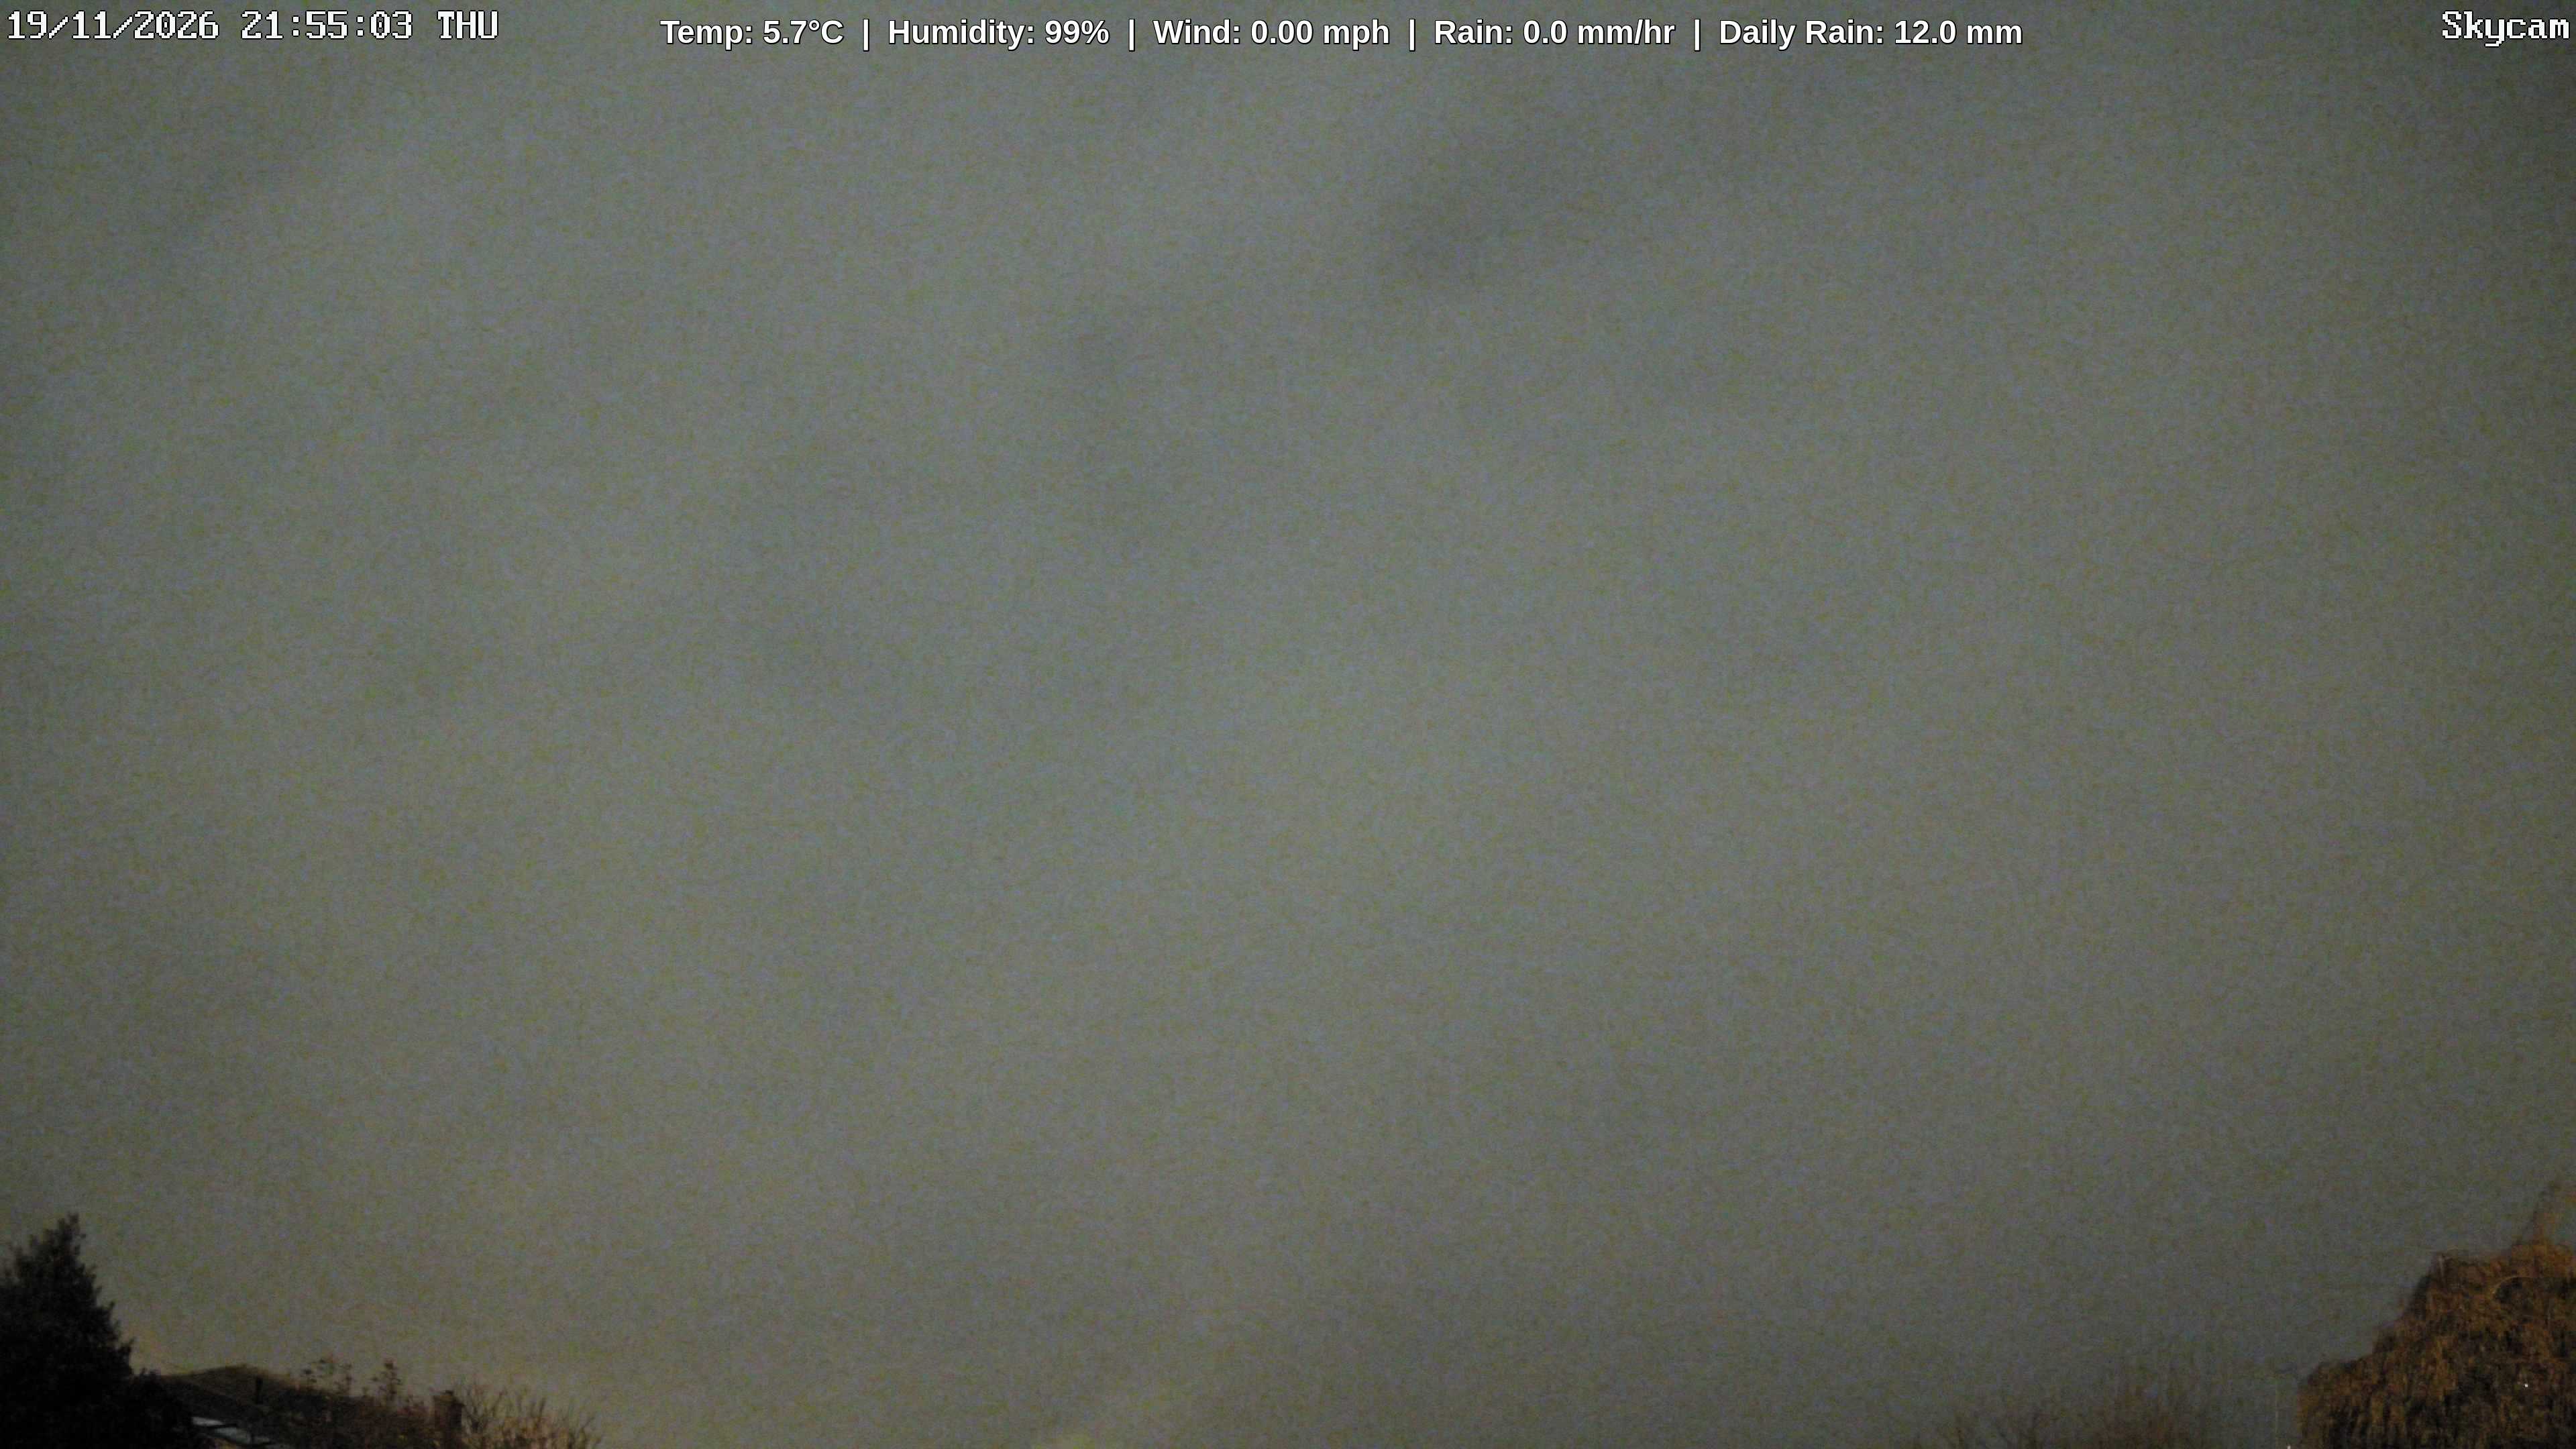 19/11/2026 21:55:03 THU
Temp: 5.7°C | Humidity: 99% | Wind: 0.00 mph | Rain: 0.0 mm/hr | Daily Rain: 12.0 mm
Skycam